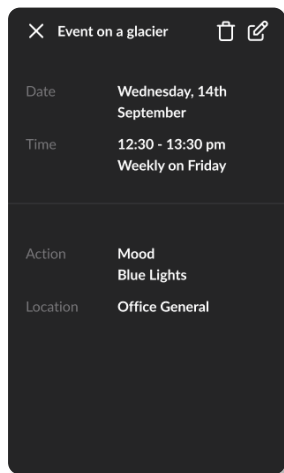 Event on a glacier
Date Wednesday, 14th
September
Time 12:30 - 13:30 pm
Weekly on Friday
Action Mood
Blue Lights
Location Office General